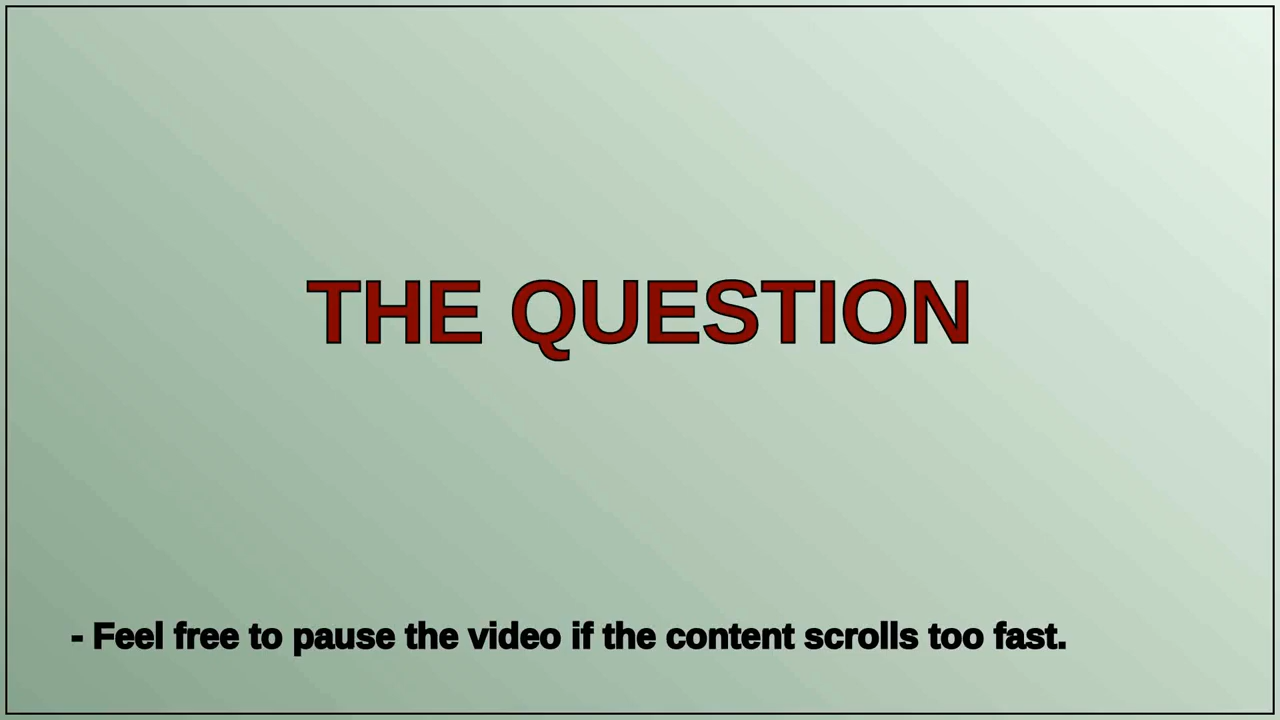 THE QUESTION
- Feel free to pause the video if the content scrolls too fast.